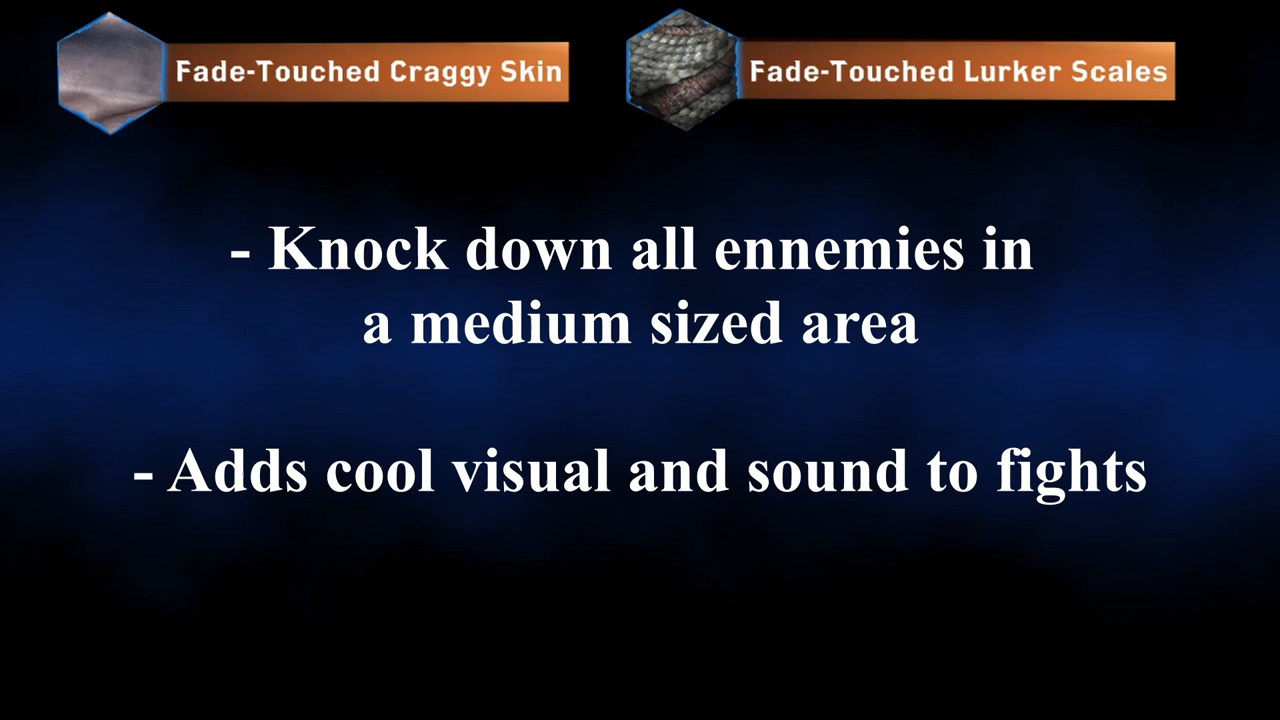 Fade-Touched Craggy Skin
Fade-Touched Lurker Scales
- Knock down all ennemies in
a medium sized area
- Adds cool visual and sound to fights